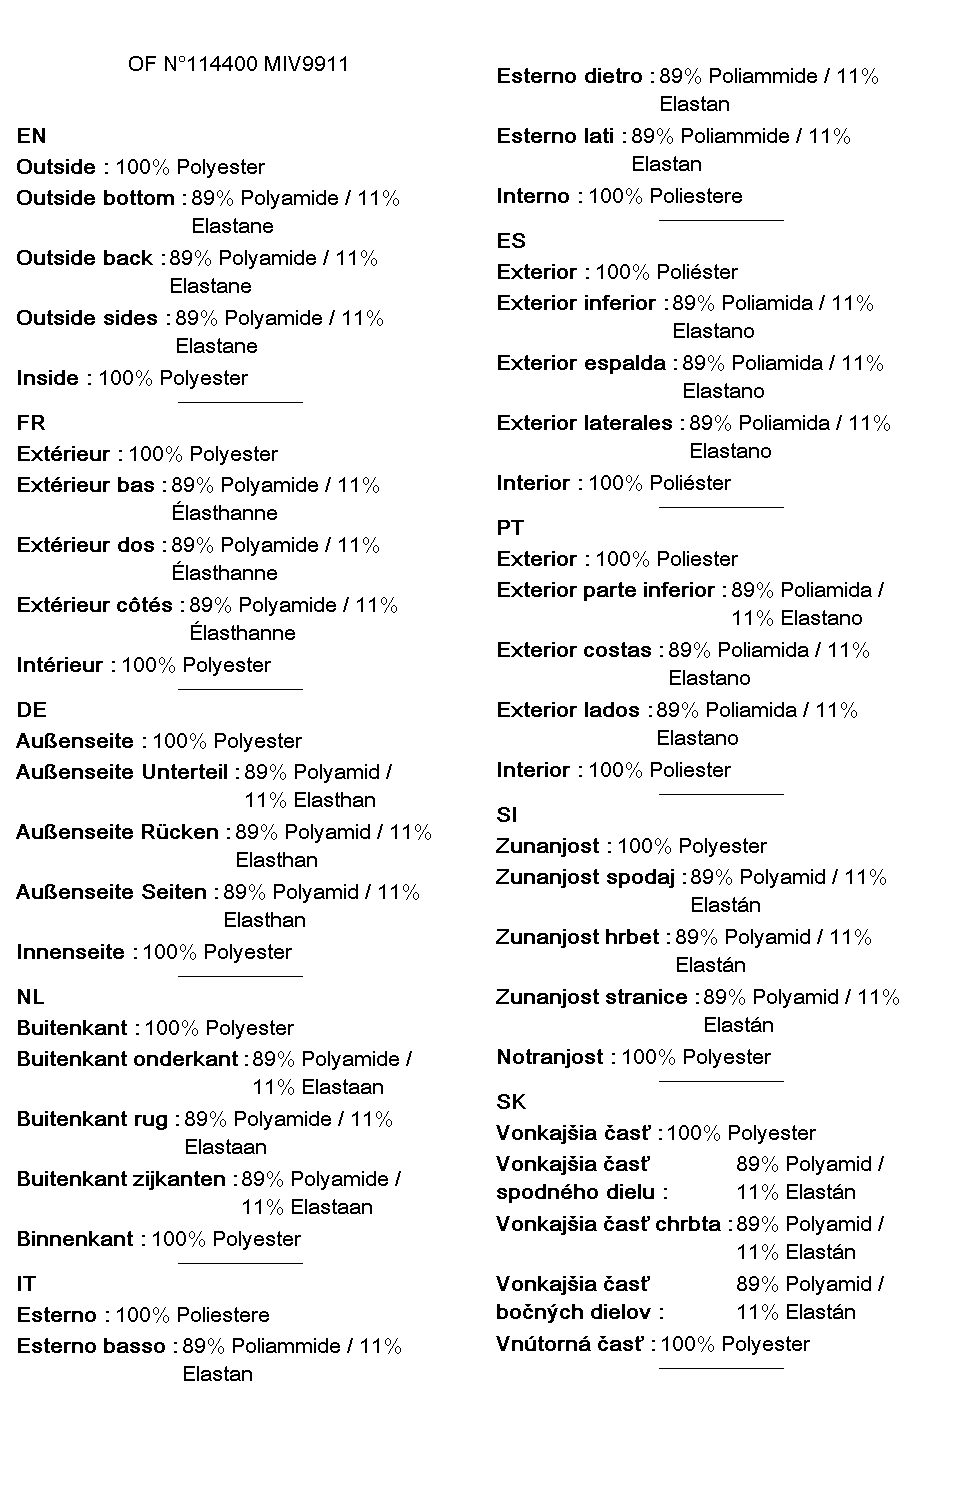 OF N°114400 MIV9911
EN
Outside : 100% Polyester
Outside bottom : 89% Polyamide / 11%
Elastane
Outside back : 89% Polyamide / 11%
Elastane
Outside sides : 89% Polyamide / 11%
Elastane
Inside : 100% Polyester
FR
Extérieur : 100% Polyester
Extérieur bas : 89% Polyamide / 11%
Élasthanne
Extérieur dos : 89% Polyamide / 11%
Élasthanne
Extérieur côtés : 89% Polyamide / 11%
Élasthanne
Intérieur : 100% Polyester
DE
Außenseite : 100% Polyester
Außenseite Unterteil : 89% Polyamid /
11% Elasthan
Außenseite Rücken : 89% Polyamid / 11%
Elasthan
Außenseite Seiten : 89% Polyamid / 11%
Elasthan
Innenseite : 100% Polyester
NL
Buitenkant : 100% Polyester
Buitenkant onderkant : 89% Polyamide /
11% Elastaan
Buitenkant rug : 89% Polyamide / 11%
Elastaan
Buitenkant zijkanten : 89% Polyamide /
11% Elastaan
Binnenkant : 100% Polyester
IT
Esterno : 100% Poliestere
Esterno basso : 89% Poliammide / 11%
Elastan
Esterno dietro : 89% Poliammide / 11%
Elastan
Esterno lati : 89% Poliammide / 11%
Elastan
Interno : 100% Poliestere
ES
Exterior : 100% Poliéster
Exterior inferior : 89% Poliamida / 11%
Elastano
Exterior espalda : 89% Poliamida / 11%
Elastano
Exterior laterales : 89% Poliamida / 11%
Elastano
Interior : 100% Poliéster
PT
Exterior : 100% Poliester
Exterior parte inferior : 89% Poliamida /
11% Elastano
Exterior costas : 89% Poliamida / 11%
Elastano
Exterior lados : 89% Poliamida / 11%
Elastano
Interior : 100% Poliester
SI
Zunanjost : 100% Polyester
Zunanjost spodaj : 89% Polyamid / 11%
Elastán
Zunanjost hrbet : 89% Polyamid / 11%
Elastán
Zunanjost stranice : 89% Polyamid / 11%
Elastán
Notranjost : 100% Polyester
SK
Vonkajšia časť : 100% Polyester
Vonkajšia časť 89% Polyamid /
spodného dielu : 11% Elastán
Vonkajšia časť chrbta : 89% Polyamid /
11% Elastán
Vonkajšia časť 89% Polyamid /
bočných dielov : 11% Elastán
Vnútorná časť : 100% Polyester